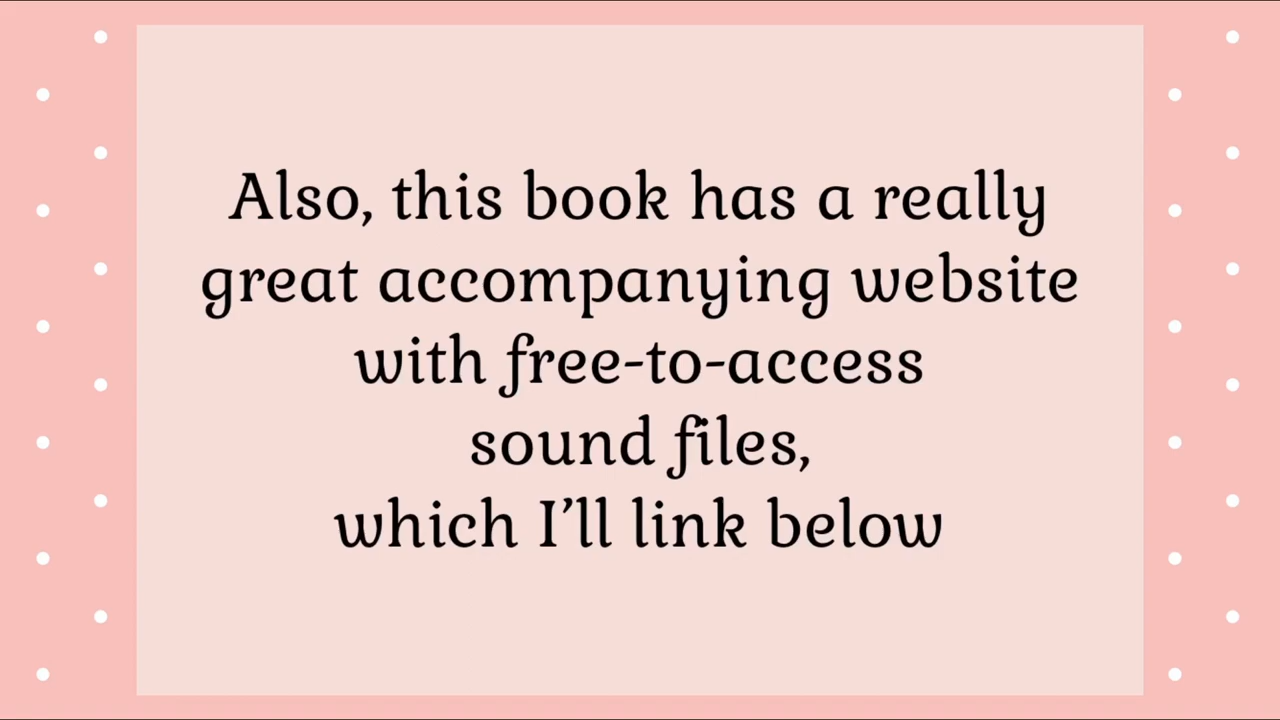 Also, this book has a really
great accompanying website
with free-to-access
sound files,
which I’ll link below